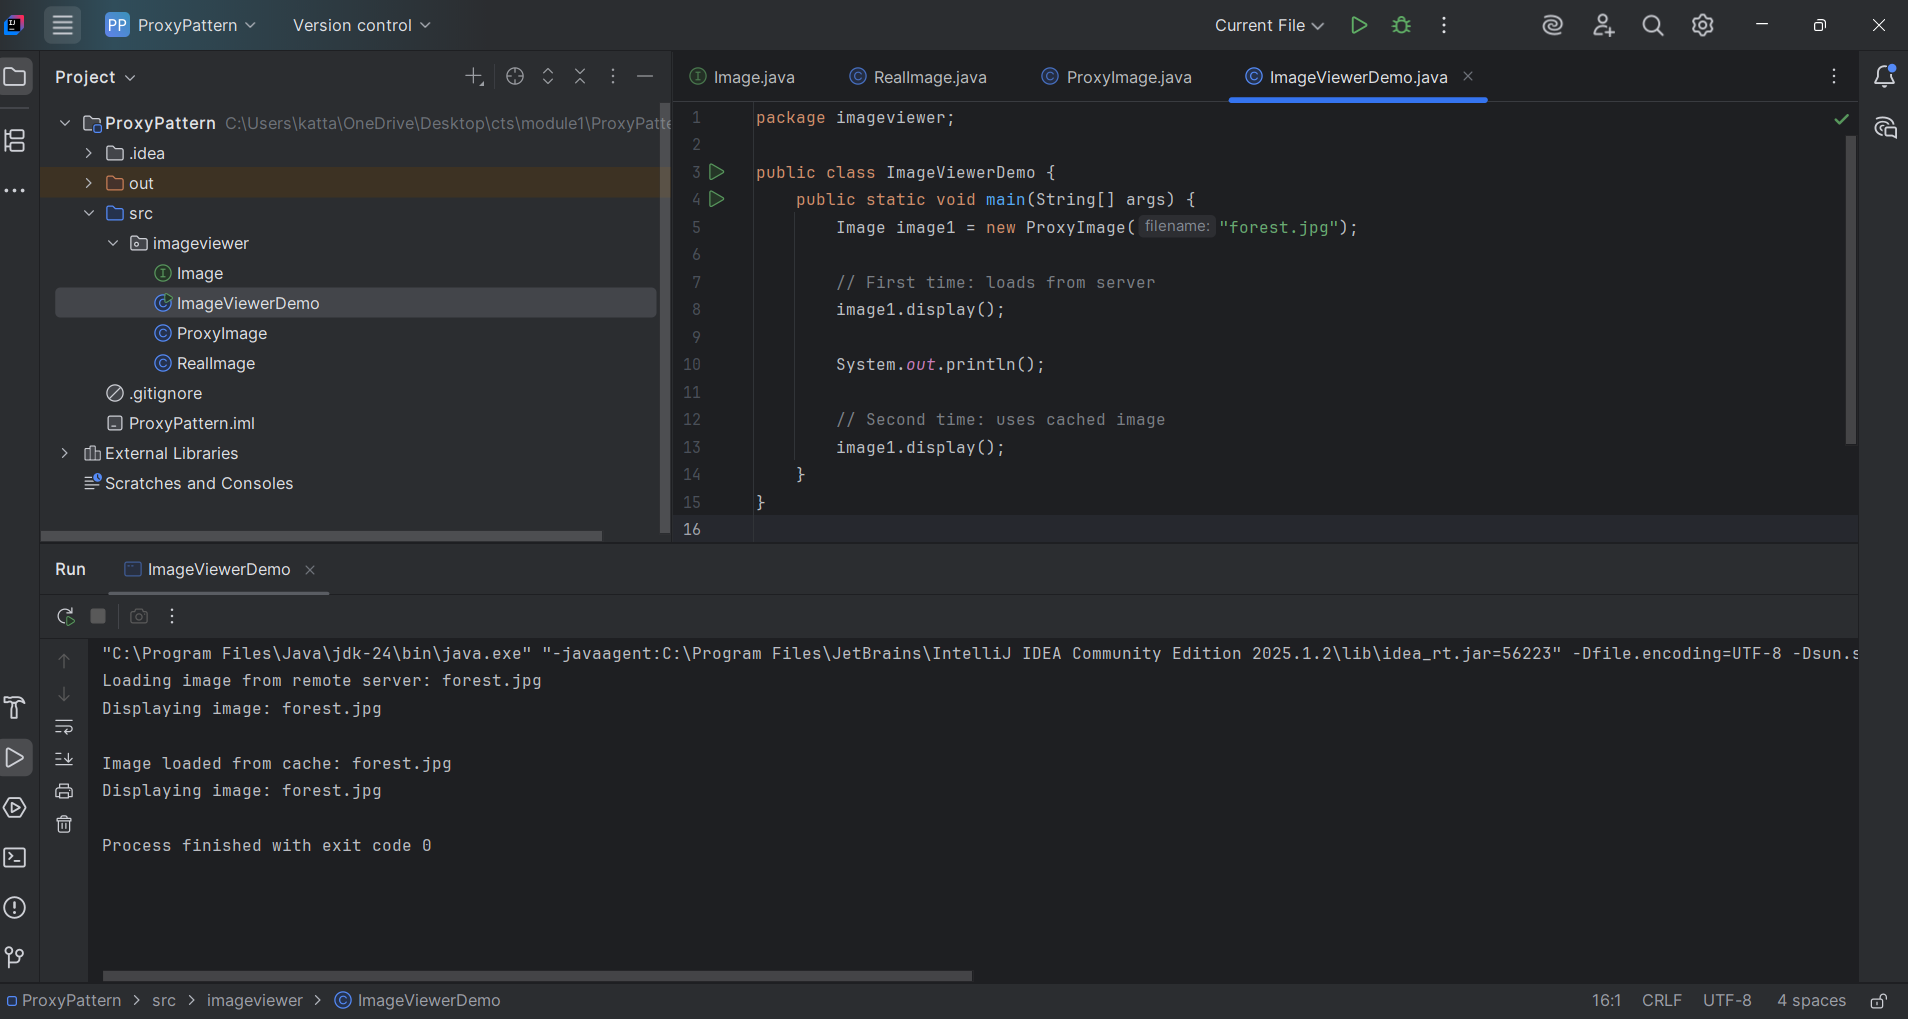 PP ProxyPattern Version control Current File
Project
Image.java RealImage.java ProxyImage.java ImageViewerDemo.java
ProxyPattern C:\Users\katta\OneDrive\Desktop\cts\module1\ProxyPatte
.idea
out
src
imageviewer
Image
ImageViewerDemo
ProxyImage
RealImage
.gitignore
ProxyPattern.iml
External Libraries
Scratches and Consoles
1 package imageviewer;
2
3 public class ImageViewerDemo {
4 public static void main(String[] args) {
5 Image image1 = new ProxyImage( filename: "forest.jpg");
6
7 // First time: loads from server
8 image1.display();
9
10 System.out.println();
11
12 // Second time: uses cached image
13 image1.display();
14 }
15 }
16
Run ImageViewerDemo
"C:\Program Files\Java\jdk-24\bin\java.exe" "-javaagent:C:\Program Files\JetBrains\IntelliJ IDEA Community Edition 2025.1.2\lib\idea_rt.jar=56223" -Dfile.encoding=UTF-8 -Dsun.s
Loading image from remote server: forest.jpg
Displaying image: forest.jpg
Image loaded from cache: forest.jpg
Displaying image: forest.jpg
Process finished with exit code 0
ProxyPattern > src > imageviewer > ImageViewerDemo 16:1 CRLF UTF-8 4 spaces